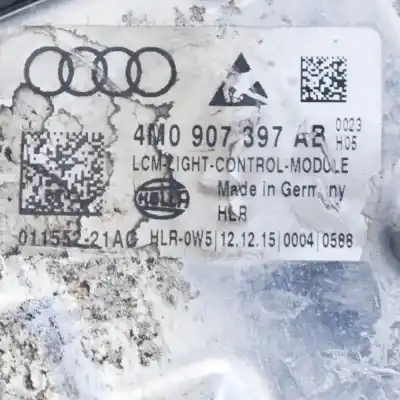 4M0 907 397 AB 0023
H05
LCM-LIGHT-CONTROL-MODULE
Made in Germany
HELLA
HLR
011552-21AC HLR-0W5 | 12.12.15 | 0004 | 0588